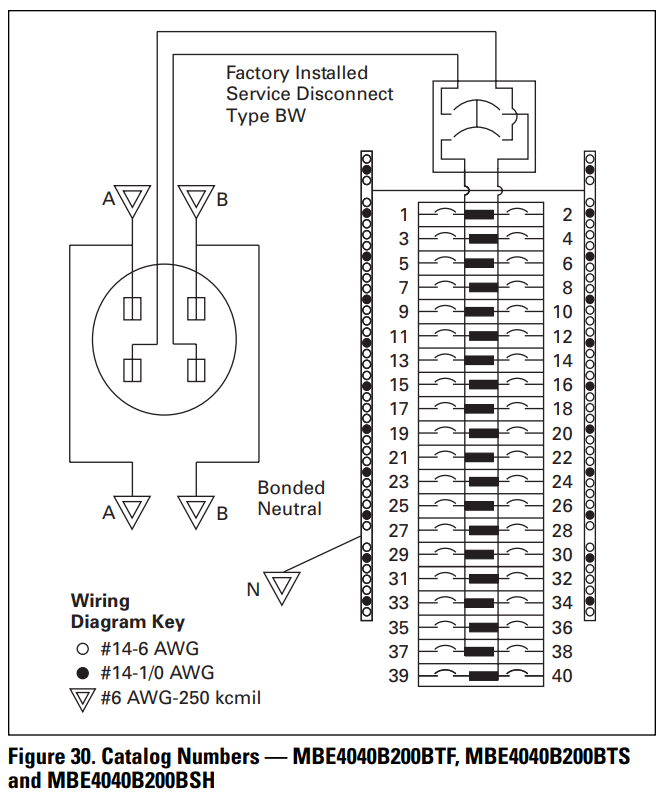 Factory Installed
Service Disconnect
Type BW
A
B
1 2
3 4
5 6
7 8
9 10
11 12
13 14
15 16
17 18
19 20
21 22
23 24
25 26
27 28
29 30
31 32
33 34
35 36
37 38
39 40
Bonded
Neutral
A
B
N
Wiring
Diagram Key
#14-6 AWG
#14-1/0 AWG
#6 AWG-250 kcmil
Figure 30. Catalog Numbers — MBE4040B200BTF, MBE4040B200BTS
and MBE4040B200BSH